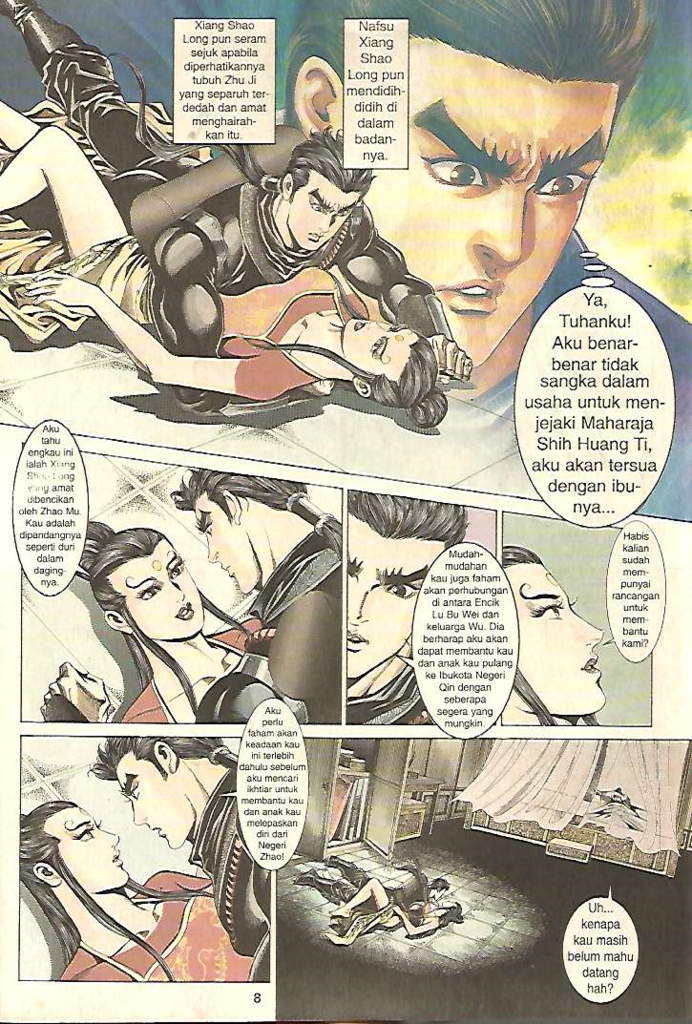 Xiang Shao
Long pun seram
sejuk apabila
diperhatikannya
tubuh Zhu Ji
yang separuh ter-
dedah dan amat
menghairah-
kan itu.
Nafsu
Xiang
Shao
Long pun
mendidih-
didih di
dalam
badan-
nya.
Ya,
Tuhanku!
Aku benar-
benar tidak
sangka dalam
usaha untuk men-
jejaki Maharaja
Shih Huang Ti,
aku akan tersua
dengan ibu-
nya...
Aku
tahu
engkau ini
ialah Xiang
Shao Long
yang amat
dibencikan
oleh Zhao Mu.
Kau adalah
dipandangnya
seperti duri
dalam
daging-
nya.
Mudah-
mudahan
kau juga faham
akan perhubungan
di antara Encik
Lu Bu Wei dan
keluarga Wu. Dia
berharap aku akan
dapat membantu kau
dan anak kau pulang
ke Ibukota Negeri
Qin dengan
seberapa
segera yang
mungkin.
Habis
kalian
sudah
mem-
punyai
rancangan
untuk
mem-
bantu
kami?
Aku
perlu
faham akan
keadaan kau
ini terlebih
dahulu sebelum
aku mencari
ikhtiar untuk
membantu kau
dan anak kau
melepaskan
diri dari
Negeri
Zhao!
Uh...
kenapa
kau masih
belum mahu
datang
hah?
8